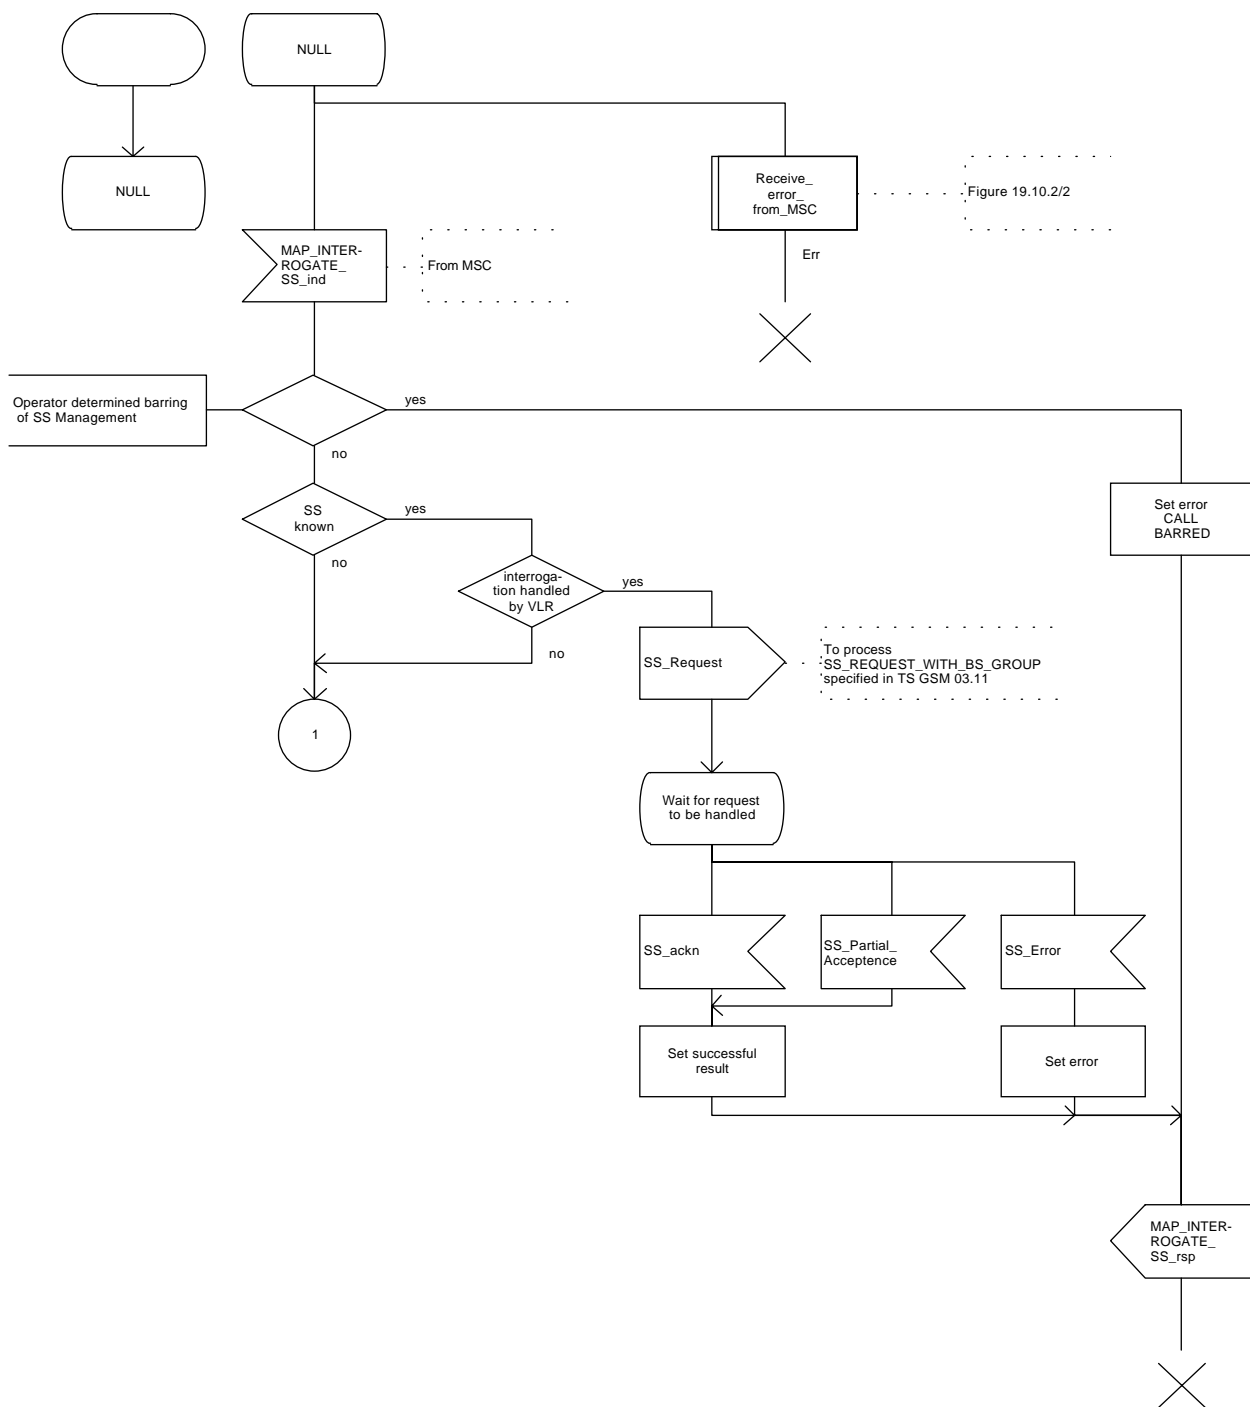 NULL
NULL
Receive_
error_
from_MSC
Figure 19.10.2/2
MAP_INTER-
ROGATE_
SS_ind
From MSC
Err
Operator determined barring
of SS Management
yes
no
SS
known
yes
no
Set error
CALL
BARRED
interroga-
tion handled
by VLR
yes
no
SS_Request
To process
SS_REQUEST_WITH_BS_GROUP
specified in TS GSM 03.11
1
Wait for request
to be handled
SS_ackn
SS_Partial_
Acceptence
SS_Error
Set successful
result
Set error
MAP_INTER-
ROGATE_
SS_rsp